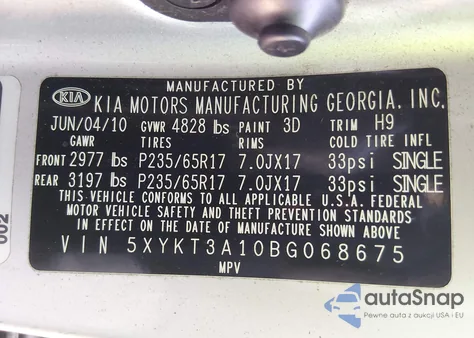 MANUFACTURED BY
KIA KIA MOTORS MANUFACTURING GEORGIA, INC.
JUN/04/10 GVWR 4828 lbs PAINT 3D TRIM H9
GAWR TIRES RIMS COLD TIRE INFL
FRONT 2977 lbs P235/65R17 7.0JX17 33psi SINGLE
REAR 3197 lbs P235/65R17 7.0JX17 33psi SINGLE
THIS VEHICLE CONFORMS TO ALL APPLICABLE U.S.A. FEDERAL
MOTOR VEHICLE SAFETY AND THEFT PREVENTION STANDARDS
IN EFFECT ON THE DATE OF MANUFACTURE SHOWN ABOVE
VIN 5XYKT3A10BG068675
MPV
002
autoSnap
Pewne auta z aukcji USA i EU